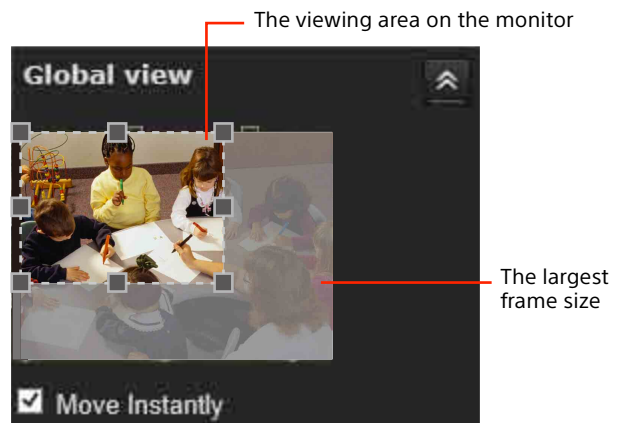 The viewing area on the monitor
Global view
The largest
frame size
Move Instantly